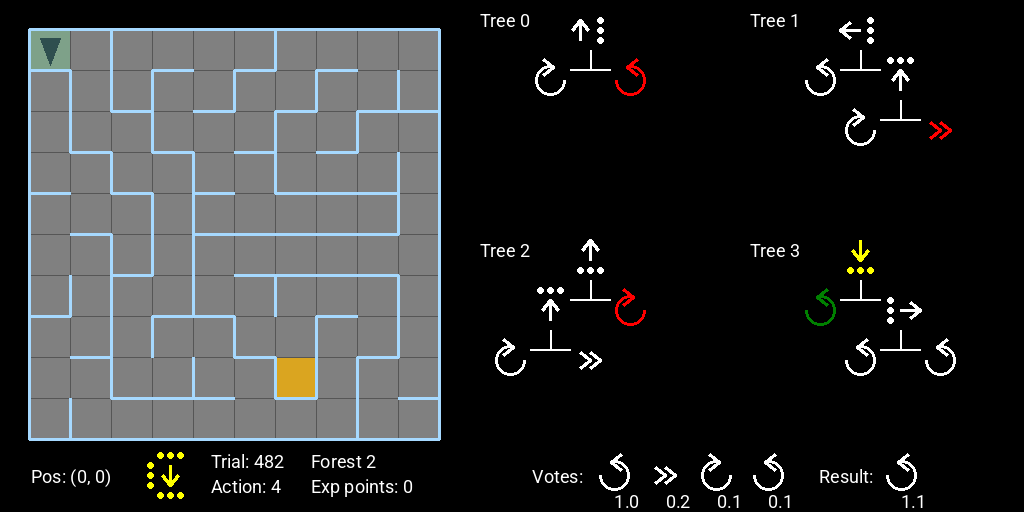 Tree 0
Tree 1
Tree 2
Tree 3
Pos: (0, 0)
Trial: 482
Forest 2
Action: 4
Exp points: 0
Votes:
1.0
0.2
0.1
0.1
Result:
1.1